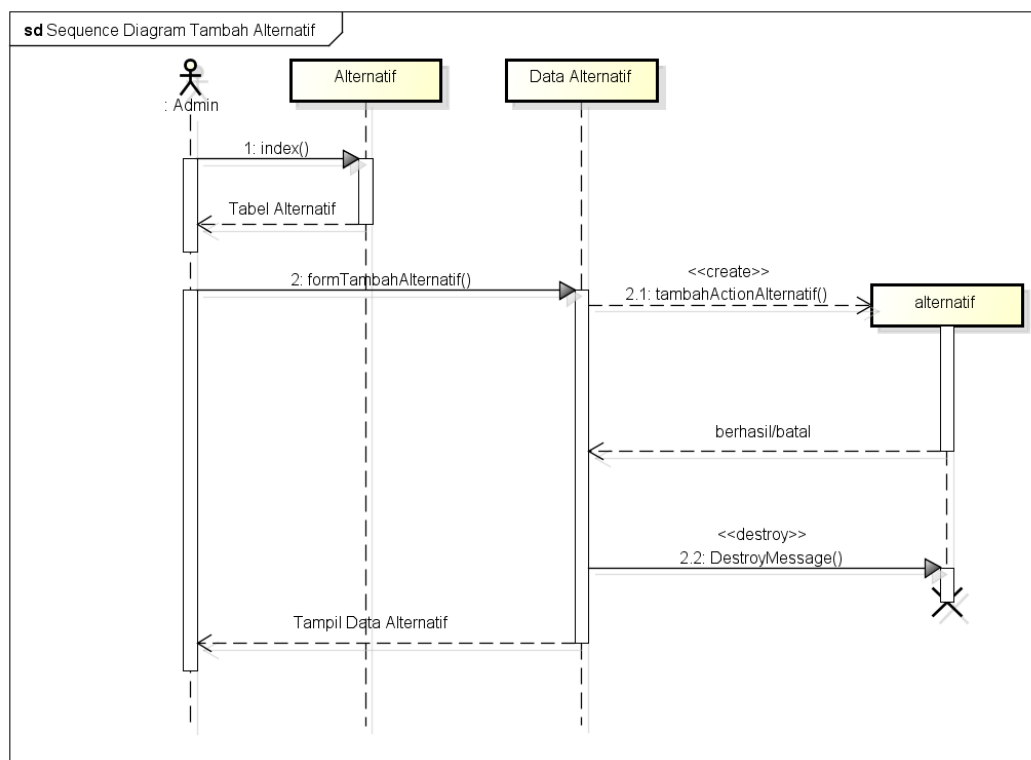 sd Sequence Diagram Tambah Alternatif
: Admin
Alternatif
Data Alternatif
1: index()
Tabel Alternatif
2: formTambahAlternatif()
<<create>>
2.1: tambahActionAlternatif()
alternatif
berhasil/batal
<<destroy>>
2.2: DestroyMessage()
Tampil Data Alternatif